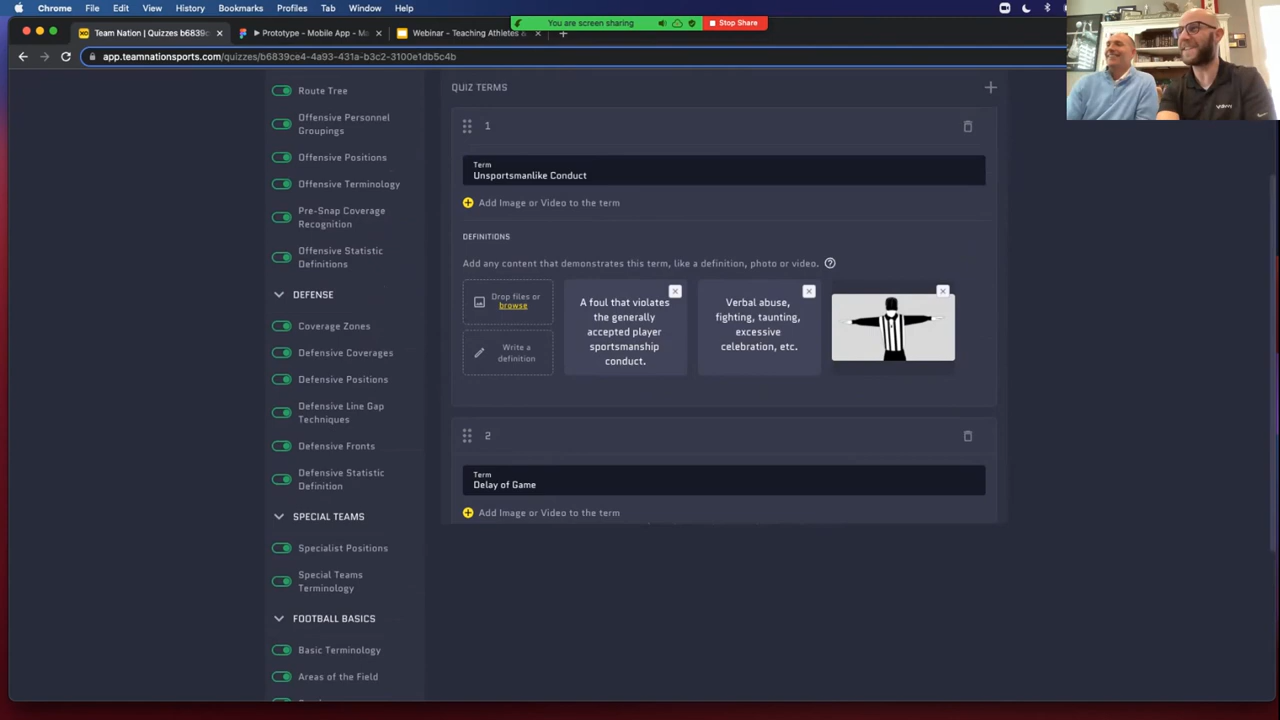 Chrome File Edit View History Bookmarks Profiles Tab Window Help
You are screen sharing Stop Share
Team Nation | Quizzes b6839c
Prototype - Mobile App - M
Webinar - Teaching Athletes &
app.teamnationsports.com/quizzes/b6839ce4-4a93-431a-b3c2-3100e1db5c4b
Route Tree
Offensive Personnel
Groupings
Offensive Positions
Offensive Terminology
Pre-Snap Coverage
Recognition
Offensive Statistic
Definitions
DEFENSE
Coverage Zones
Defensive Coverages
Defensive Positions
Defensive Line Gap
Techniques
Defensive Fronts
Defensive Statistic
Definition
SPECIAL TEAMS
Specialist Positions
Special Teams
Terminology
FOOTBALL BASICS
Basic Terminology
Areas of the Field
QUIZ TERMS
1
Term
Unsportsmanlike Conduct
Add Image or Video to the term
DEFINITIONS
Add any content that demonstrates this term, like a definition, photo or video.
Drop files or
browse
Write a
definition
A foul that violates
the generally
accepted player
sportsmanship
conduct.
Verbal abuse,
fighting, taunting,
excessive
celebration, etc.
2
Term
Delay of Game
Add Image or Video to the term